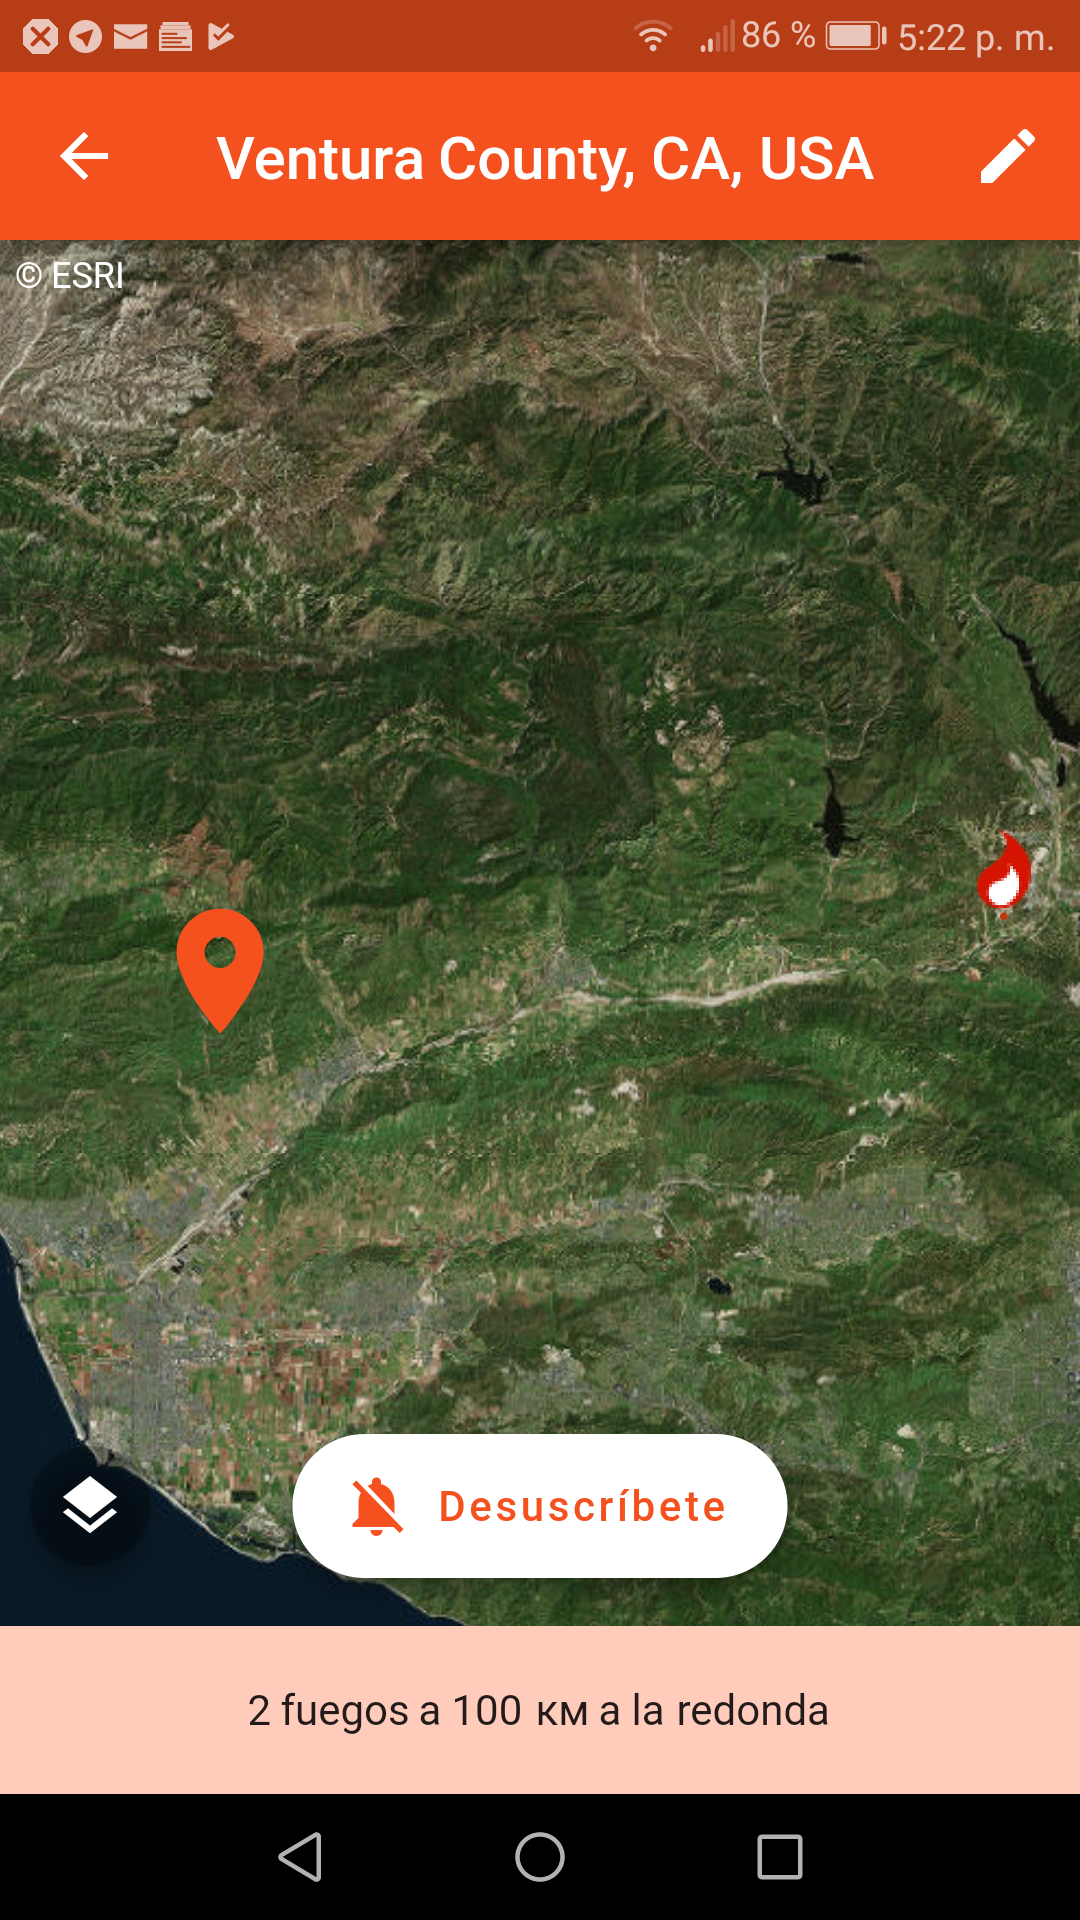 86 % 5:22 p. m.
Ventura County, CA, USA
© ESRI
Desuscríbete
2 fuegos a 100 км a la redonda